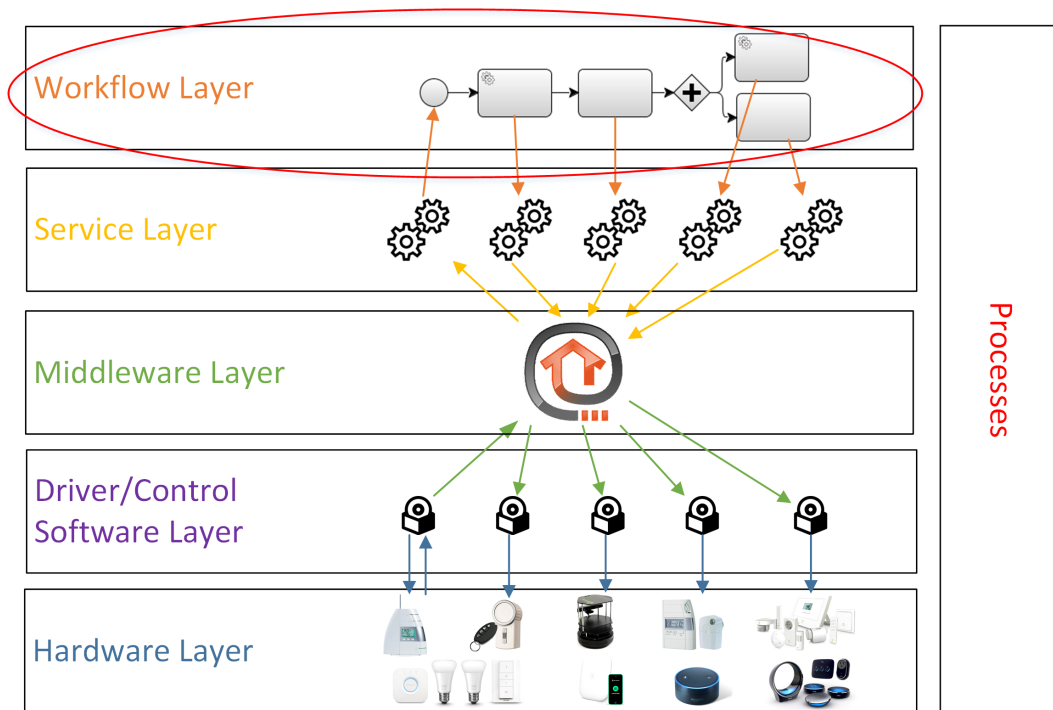 Workflow Layer
Service Layer
Middleware Layer
Driver/Control
Software Layer
Hardware Layer
Processes